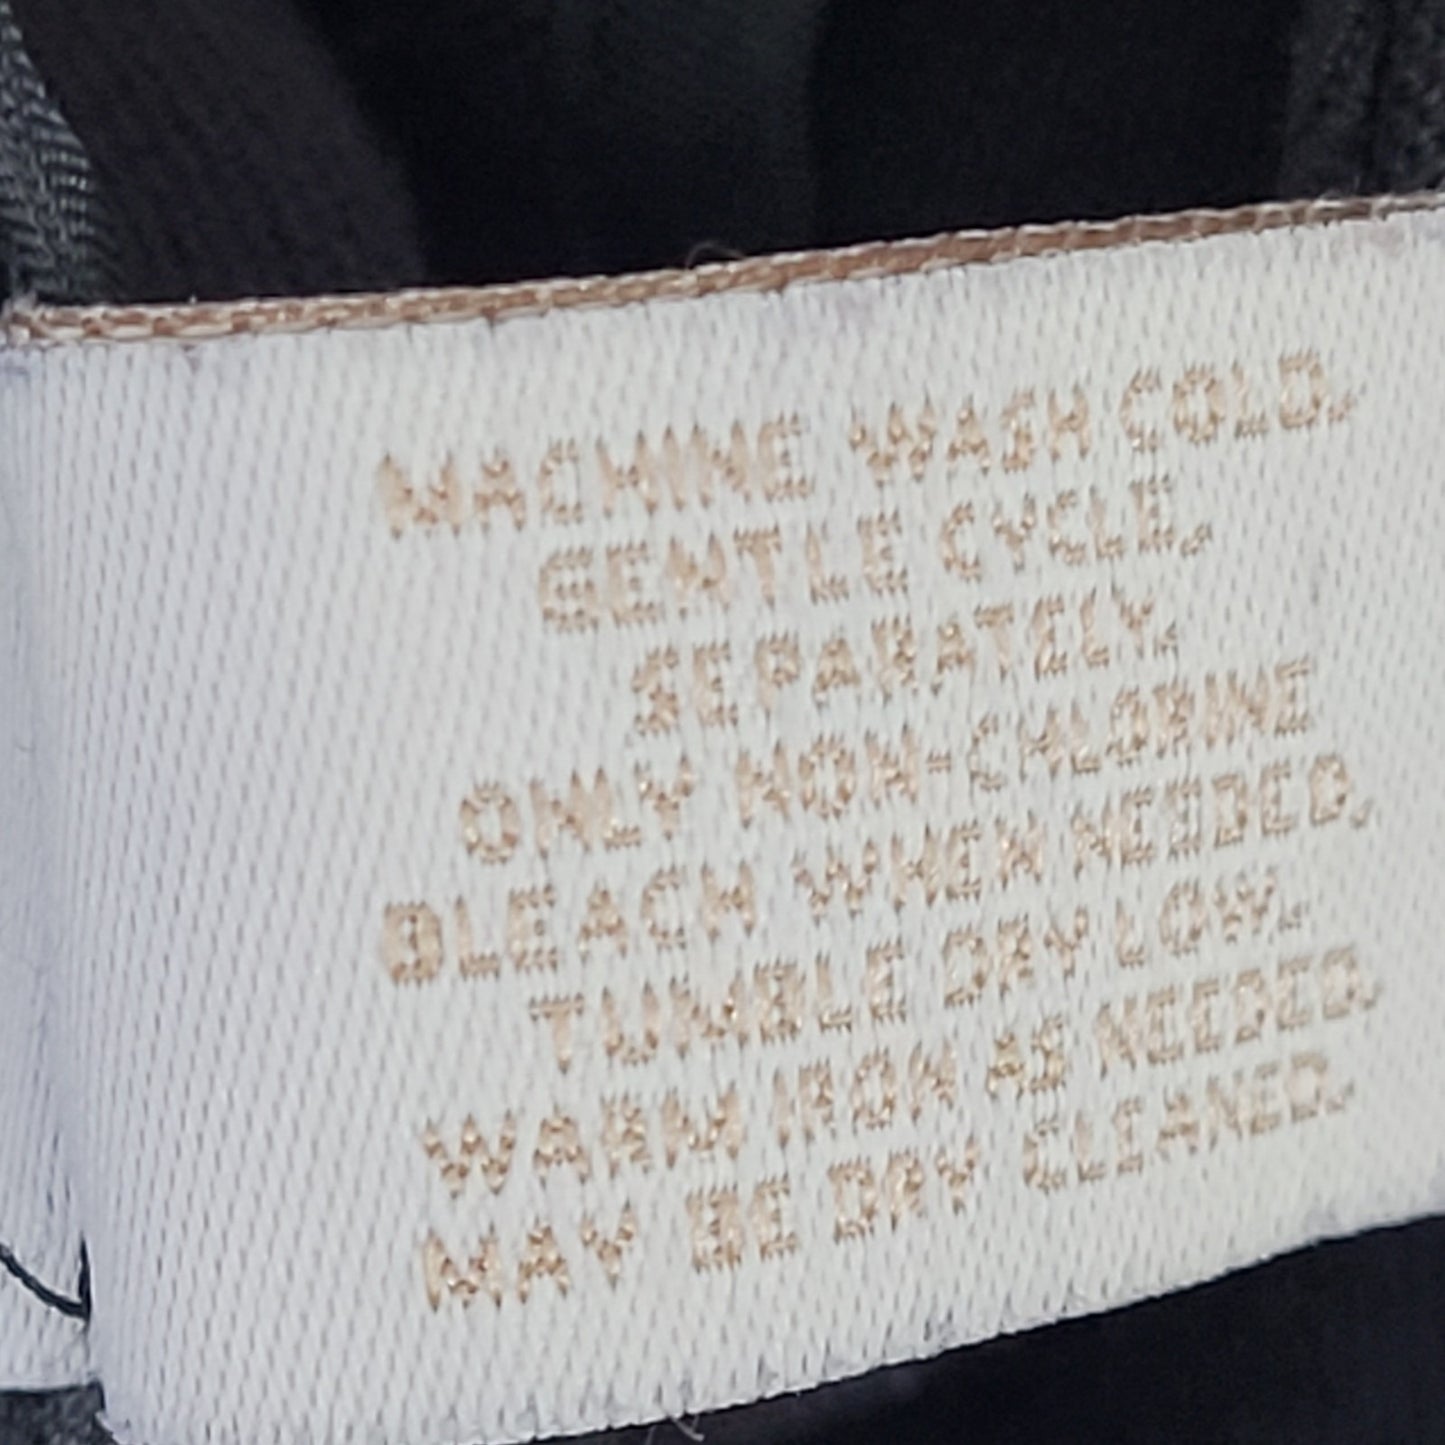 MACHINE WASH COLD,
GENTLE CYCLE,
SEPARATELY.
ONLY NON-CHLORINE
BLEACH WHEN NEEDED.
TUMBLE DRY LOW.
WARM IRON AS NEEDED.
MAY BE DRY CLEANED.